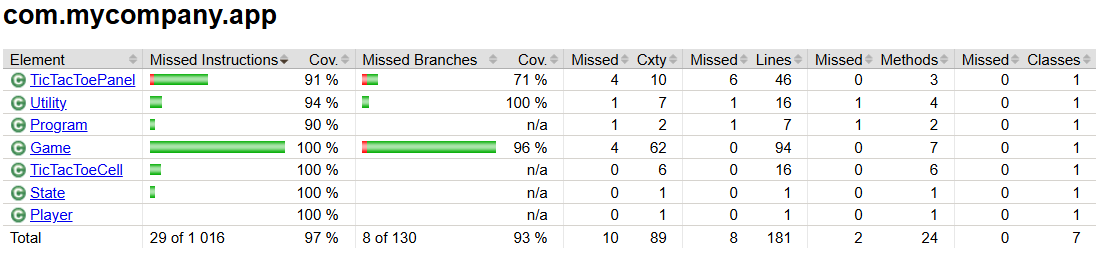 com.mycompany.app
Element Missed Instructions Cov. Missed Branches Cov. Missed Cxty Missed Lines Missed Methods Missed Classes
C TicTacToePanel 91 % 71 % 4 10 6 46 0 3 0 1
C Utility 94 % 100 % 1 7 1 16 1 4 0 1
C Program 90 % n/a 1 2 1 7 1 2 0 1
C Game 100 % 96 % 4 62 0 94 0 7 0 1
C TicTacToeCell 100 % n/a 0 6 0 16 0 6 0 1
C State 100 % n/a 0 1 0 1 0 1 0 1
C Player 100 % n/a 0 1 0 1 0 1 0 1
Total 29 of 1 016 97 % 8 of 130 93 % 10 89 8 181 2 24 0 7